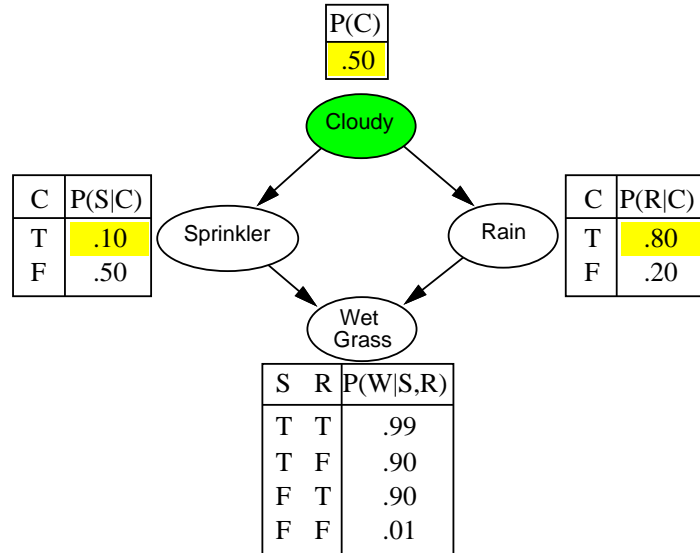 P(C)
.50
Cloudy
C P(S|C)
T .10
F .50
Sprinkler
Rain
C P(R|C)
T .80
F .20
Wet
Grass
S R P(W|S,R)
T T .99
T F .90
F T .90
F F .01